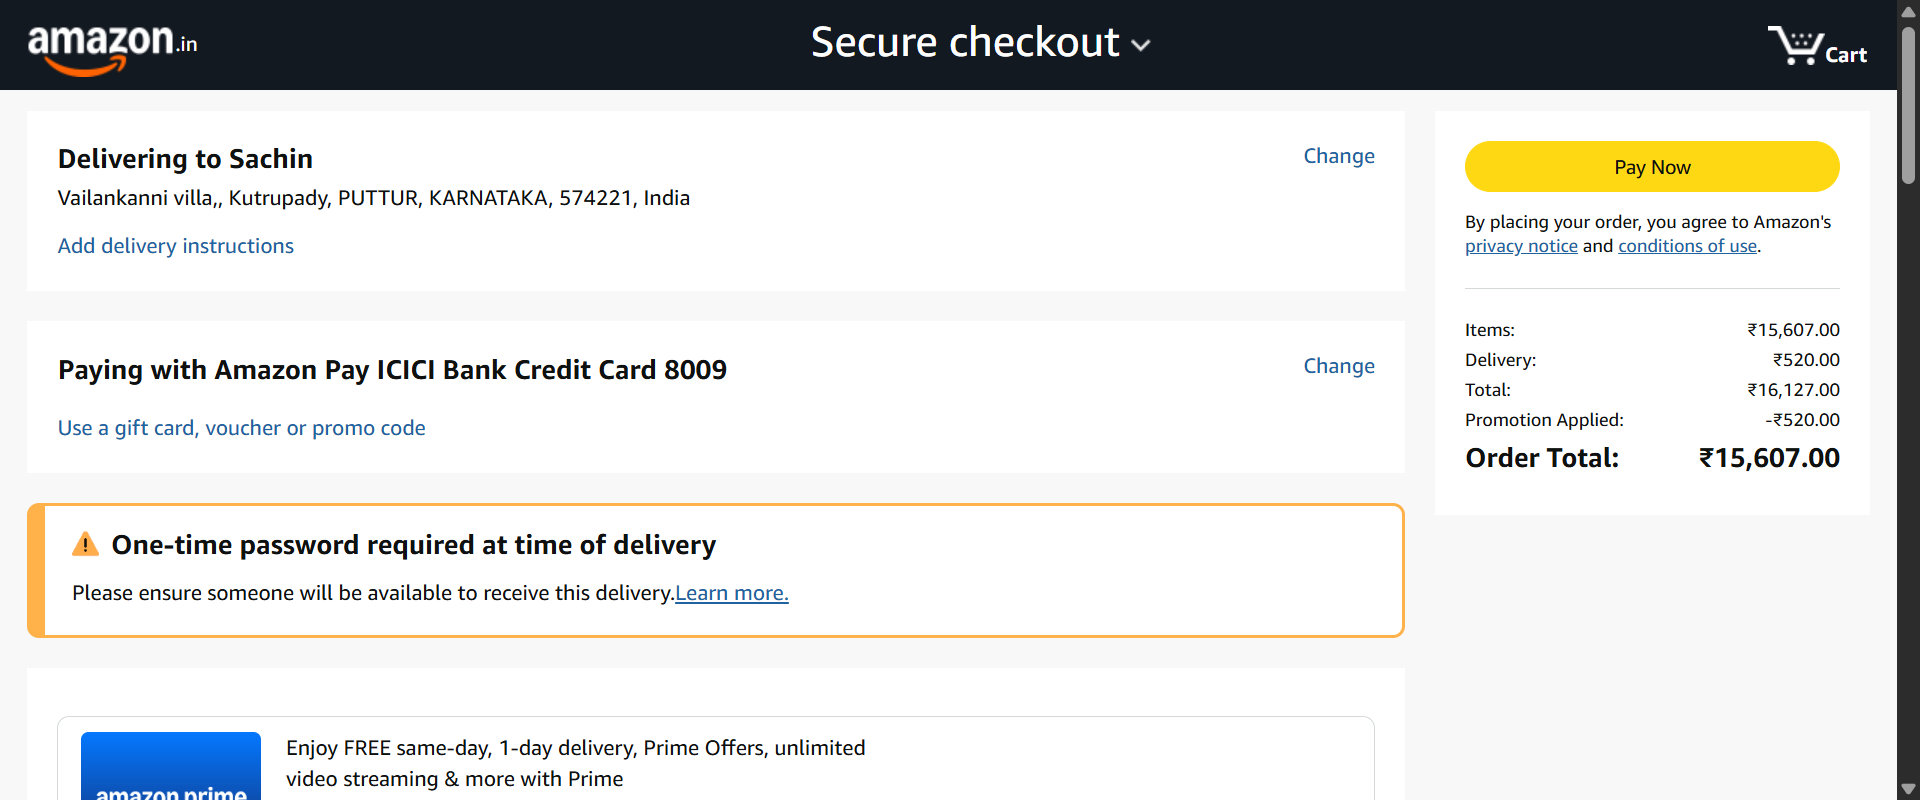 amazon.in
Secure checkout
Cart
Delivering to Sachin
Change
Vailankanni villa,, Kutrupady, PUTTUR, KARNATAKA, 574221, India
Add delivery instructions
Paying with Amazon Pay ICICI Bank Credit Card 8009
Change
Use a gift card, voucher or promo code
One-time password required at time of delivery
Please ensure someone will be available to receive this delivery.Learn more.
amazon prime
Enjoy FREE same-day, 1-day delivery, Prime Offers, unlimited
video streaming & more with Prime
Pay Now
By placing your order, you agree to Amazon's
privacy notice and conditions of use.
Items: ₹15,607.00
Delivery: ₹520.00
Total: ₹16,127.00
Promotion Applied: -₹520.00
Order Total: ₹15,607.00